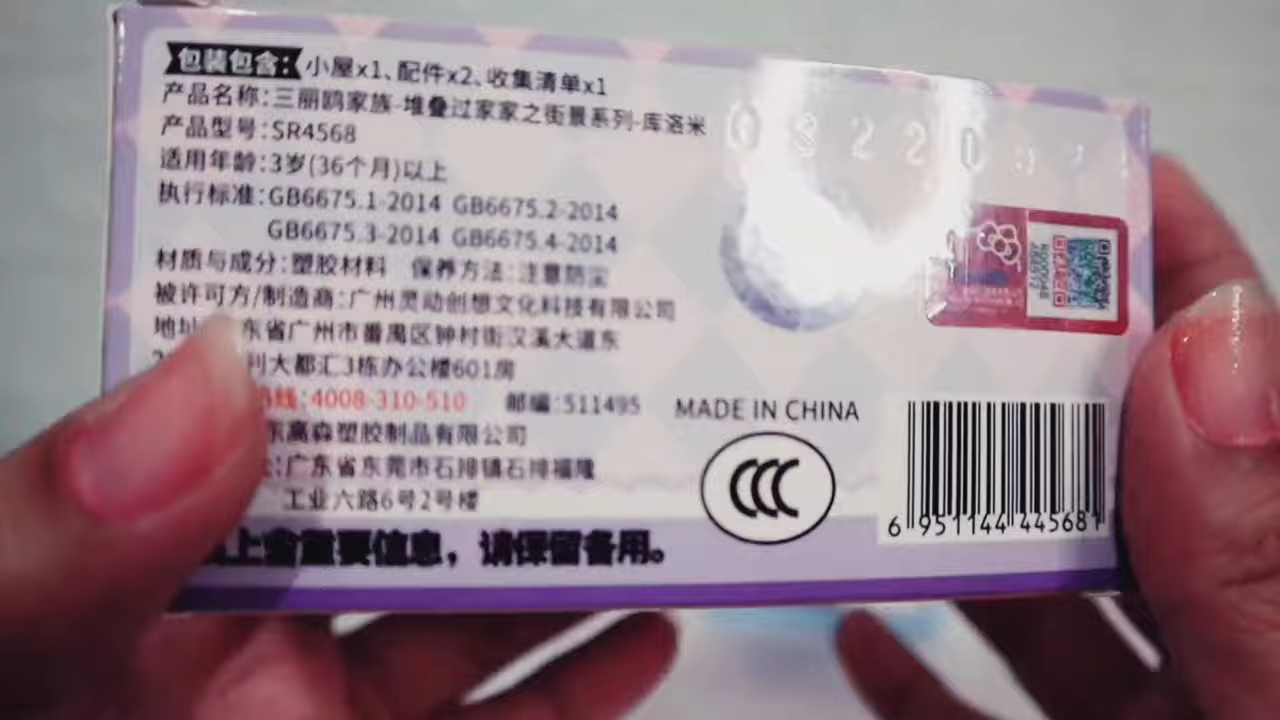 包装包含: 小屋x1、配件x2、收集清单x1
产品名称:三丽鸥家族-堆叠过家家之街景系列-库洛米
产品型号:SR4568
适用年龄:3岁(36个月)以上
执行标准:GB6675.1-2014 GB6675.2-2014
GB6675.3-2014 GB6675.4-2014
材质与成分:塑胶材料 保养方法:注意防尘
被许可方/制造商:广州灵动创想文化科技有限公司
地址 东省广州市番禺区钟村街汉溪大道东
利大都汇3栋办公楼601房
热线:4008-310-510 邮编:511495
东高森塑胶制品有限公司
:广东省东莞市石排镇石排福隆
工业六路6号2号楼
上含重要信息，请保留备用。
MADE IN CHINA
CCC
6 951144 445681